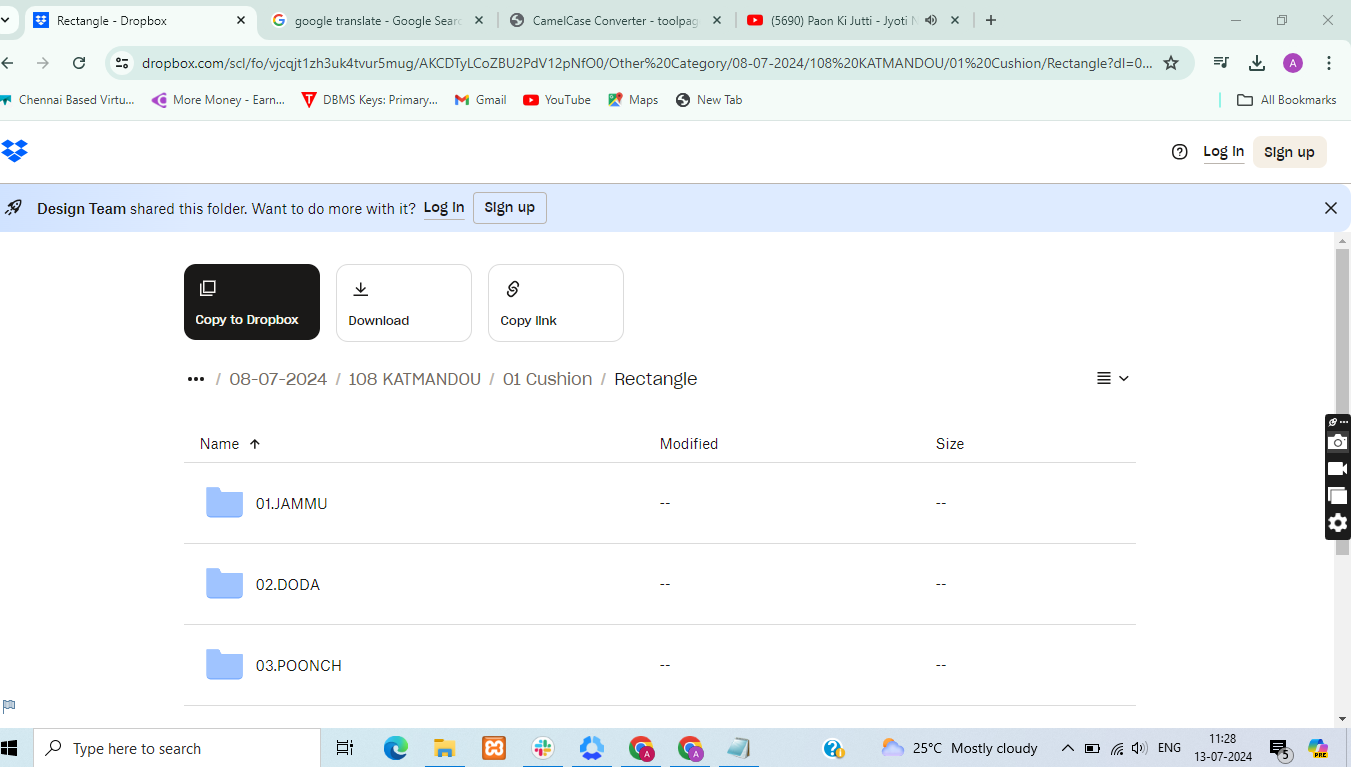 Rectangle - Dropbox
google translate - Google Searc
CamelCase Converter - toolpag
(5690) Paon Ki Jutti - Jyoti N
dropbox.com/scl/fo/vjcqjt1zh3uk4tvur5mug/AKCDTyLCoZBU2PdV12pNfO0/Other%20Category/08-07-2024/108%20KATMANDOU/01%20Cushion/Rectangle?dl=0...
A
Chennai Based Virtu...
More Money - Earn...
DBMS Keys: Primary...
Gmail
YouTube
Maps
New Tab
All Bookmarks
Log in
Sign up
Design Team shared this folder. Want to do more with it? Log in Sign up
Copy to Dropbox
Download
Copy link
... / 08-07-2024 / 108 KATMANDOU / 01 Cushion / Rectangle
Name Modified Size
01.JAMMU -- --
02.DODA -- --
03.POONCH -- --
Type here to search
25°C Mostly cloudy
ENG
11:28
13-07-2024
5
PRE